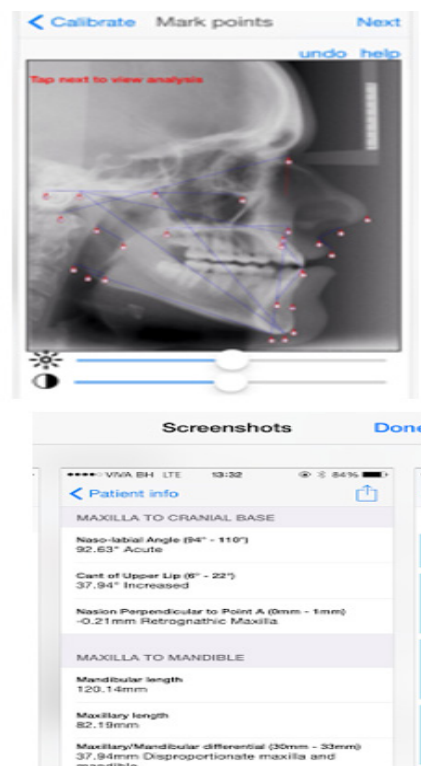 Calibrate Mark points Next
undo help
Tap next to view analysis
Screenshots Done
VIVA BH LTE 13:32 84%
Patient info
MAXILLA TO CRANIAL BASE
Naso-labial Angle (94° - 110°)
92.63° Acute
Cant of Upper Lip (6° - 22°)
37.94° Increased
Nasion Perpendicular to Point A (0mm - 1mm)
-0.21mm Retrognathic Maxilla
MAXILLA TO MANDIBLE
Mandibular length
120.14mm
Maxillary length
82.19mm
Maxillary/Mandibular differential (30mm - 33mm)
37.94mm Disproportionate maxilla and
mandible